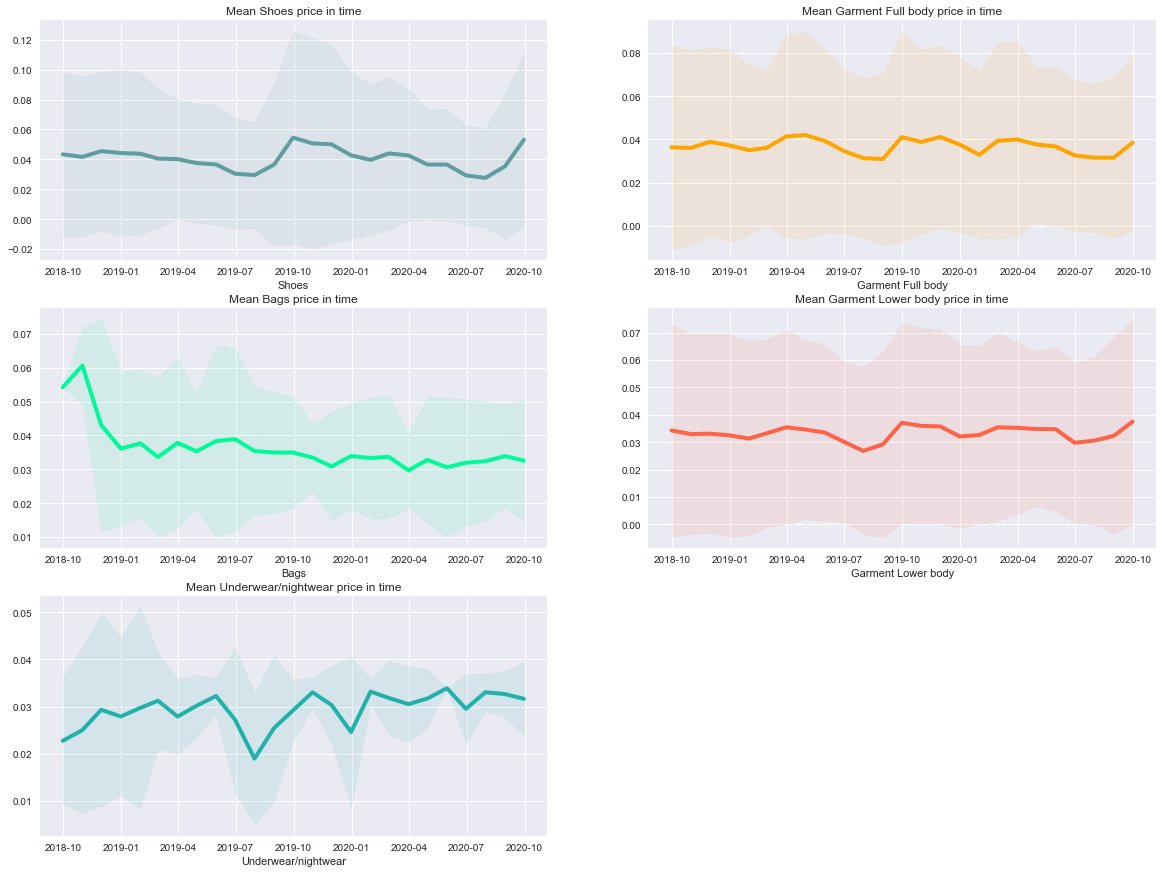 Mean Shoes price in time
0.12
0.10
0.08
0.06
0.04
0.02
0.00
−0.02
2018-10 2019-01 2019-04 2019-07 2019-10 2020-01 2020-04 2020-07 2020-10
Shoes
Mean Garment Full body price in time
0.08
0.06
0.04
0.02
0.00
2018-10 2019-01 2019-04 2019-07 2019-10 2020-01 2020-04 2020-07 2020-10
Garment Full body
Mean Bags price in time
0.07
0.06
0.05
0.04
0.03
0.02
0.01
2018-10 2019-01 2019-04 2019-07 2019-10 2020-01 2020-04 2020-07 2020-10
Bags
Mean Garment Lower body price in time
0.07
0.06
0.05
0.04
0.03
0.02
0.01
0.00
2018-10 2019-01 2019-04 2019-07 2019-10 2020-01 2020-04 2020-07 2020-10
Garment Lower body
Mean Underwear/nightwear price in time
0.05
0.04
0.03
0.02
0.01
2018-10 2019-01 2019-04 2019-07 2019-10 2020-01 2020-04 2020-07 2020-10
Underwear/nightwear